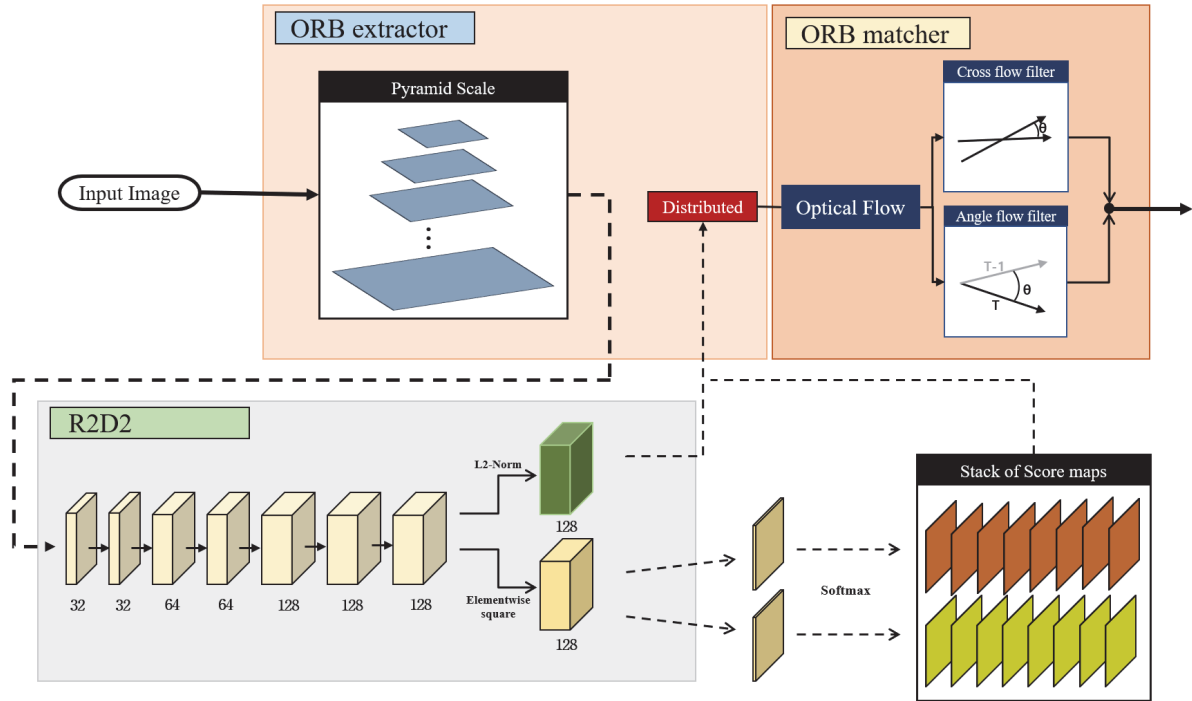 ORB extractor
ORB matcher
Pyramid Scale
Cross flow filter
θ
Input Image
Distributed
Optical Flow
Angle flow filter
T-1
θ
T
R2D2
L2-Norm
128
Elementwise
square
128
32
32
64
64
128
128
128
Softmax
Stack of Score maps